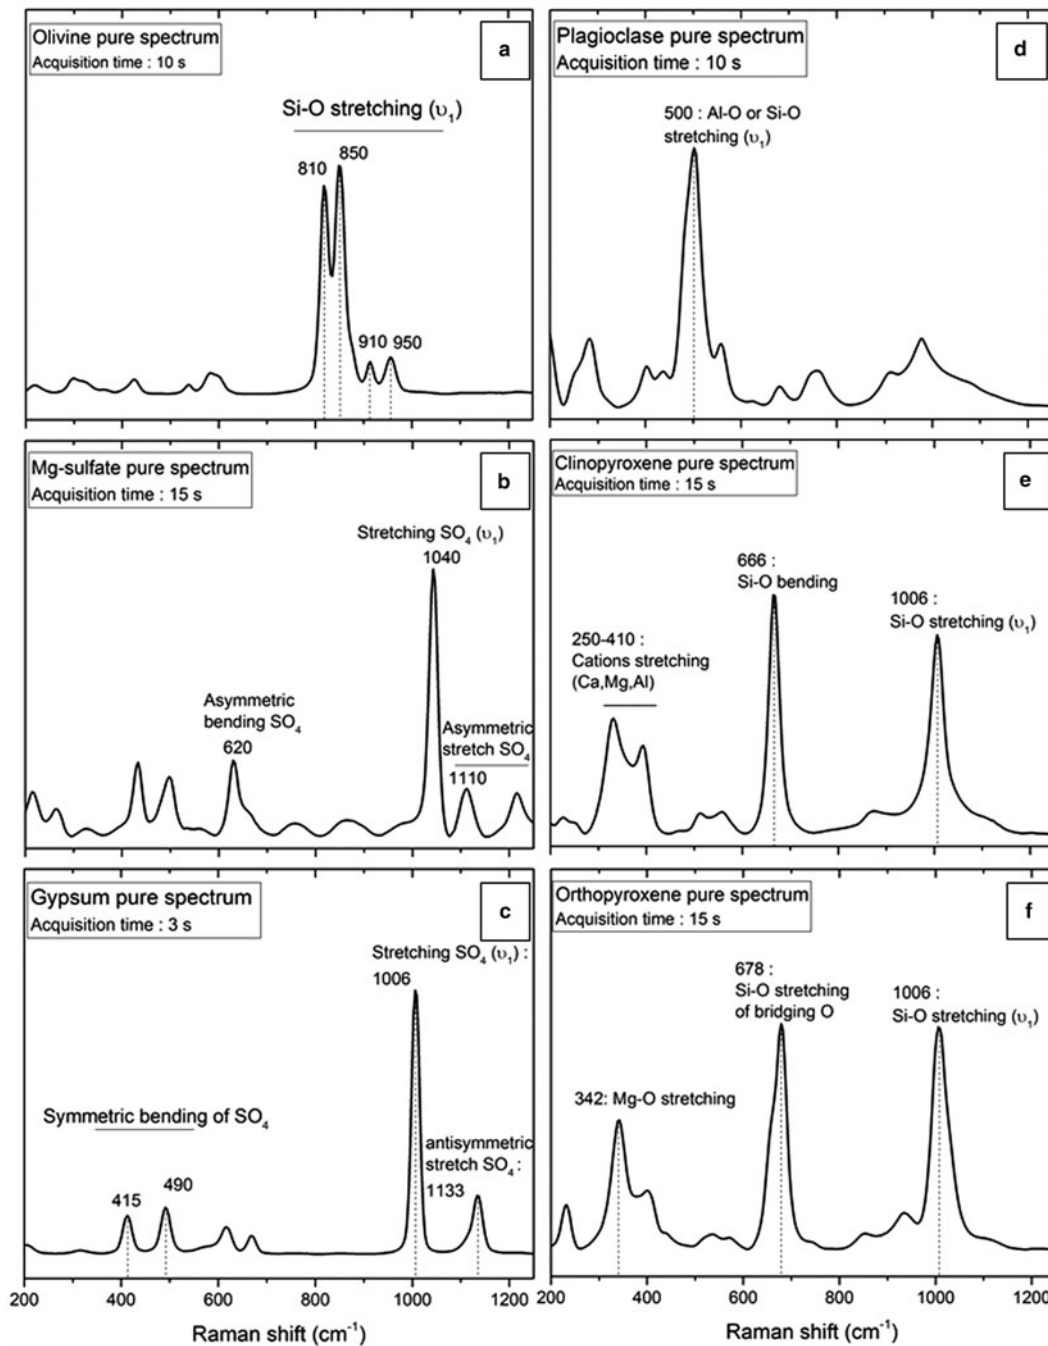 Olivine pure spectrum
Acquisition time : 10 s
a
Si-O stretching (υ₁)
810
850
910
950
Mg-sulfate pure spectrum
Acquisition time : 15 s
b
Stretching SO₄ (υ₁)
1040
Asymmetric
bending SO₄
620
Asymmetric
stretch SO₄
1110
Gypsum pure spectrum
Acquisition time : 3 s
c
Stretching SO₄ (υ₁) :
1006
Symmetric bending of SO₄
415
490
antisymmetric
stretch SO₄ :
1133
200 400 600 800 1000 1200
Raman shift (cm⁻¹)
Plagioclase pure spectrum
Acquisition time : 10 s
d
500 : Al-O or Si-O
stretching (υ₁)
Clinopyroxene pure spectrum
Acquisition time : 15 s
e
666 :
Si-O bending
1006 :
Si-O stretching (υ₁)
250-410 :
Cations stretching
(Ca,Mg,Al)
Orthopyroxene pure spectrum
Acquisition time : 15 s
f
678 :
Si-O stretching
of bridging O
1006 :
Si-O stretching (υ₁)
342: Mg-O stretching
200 400 600 800 1000 1200
Raman shift (cm⁻¹)